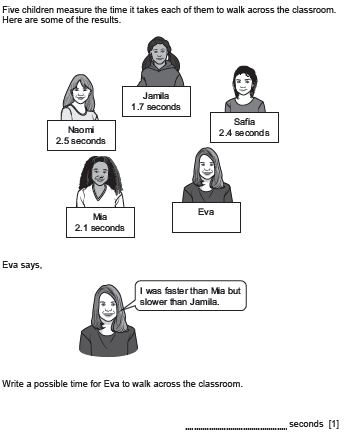 Five children measure the time it takes each of them to walk across the classroom.
Here are some of the results.
Jamila
1.7 seconds
Naomi
2.5 seconds
Safia
2.4 seconds
Mia
2.1 seconds
Eva
Eva says,
I was faster than Mia but
slower than Jamila.
Write a possible time for Eva to walk across the classroom.
seconds [1]